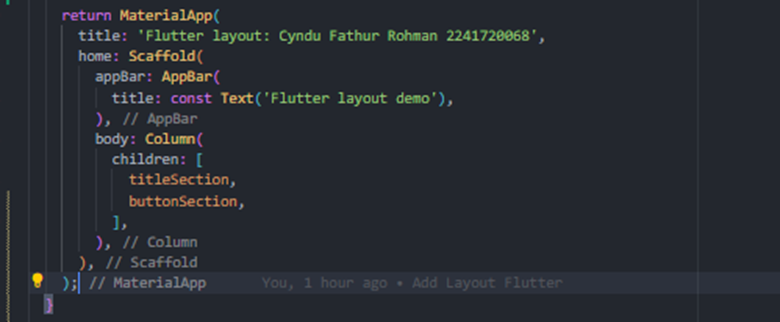 return MaterialApp(
title: 'Flutter layout: Cyndu Fathur Rohman 2241720068',
home: Scaffold(
appBar: AppBar(
title: const Text('Flutter layout demo'),
), // AppBar
body: Column(
children: [
titleSection,
buttonSection,
],
), // Column
), // Scaffold
); // MaterialApp You, 1 hour ago • Add Layout Flutter
}